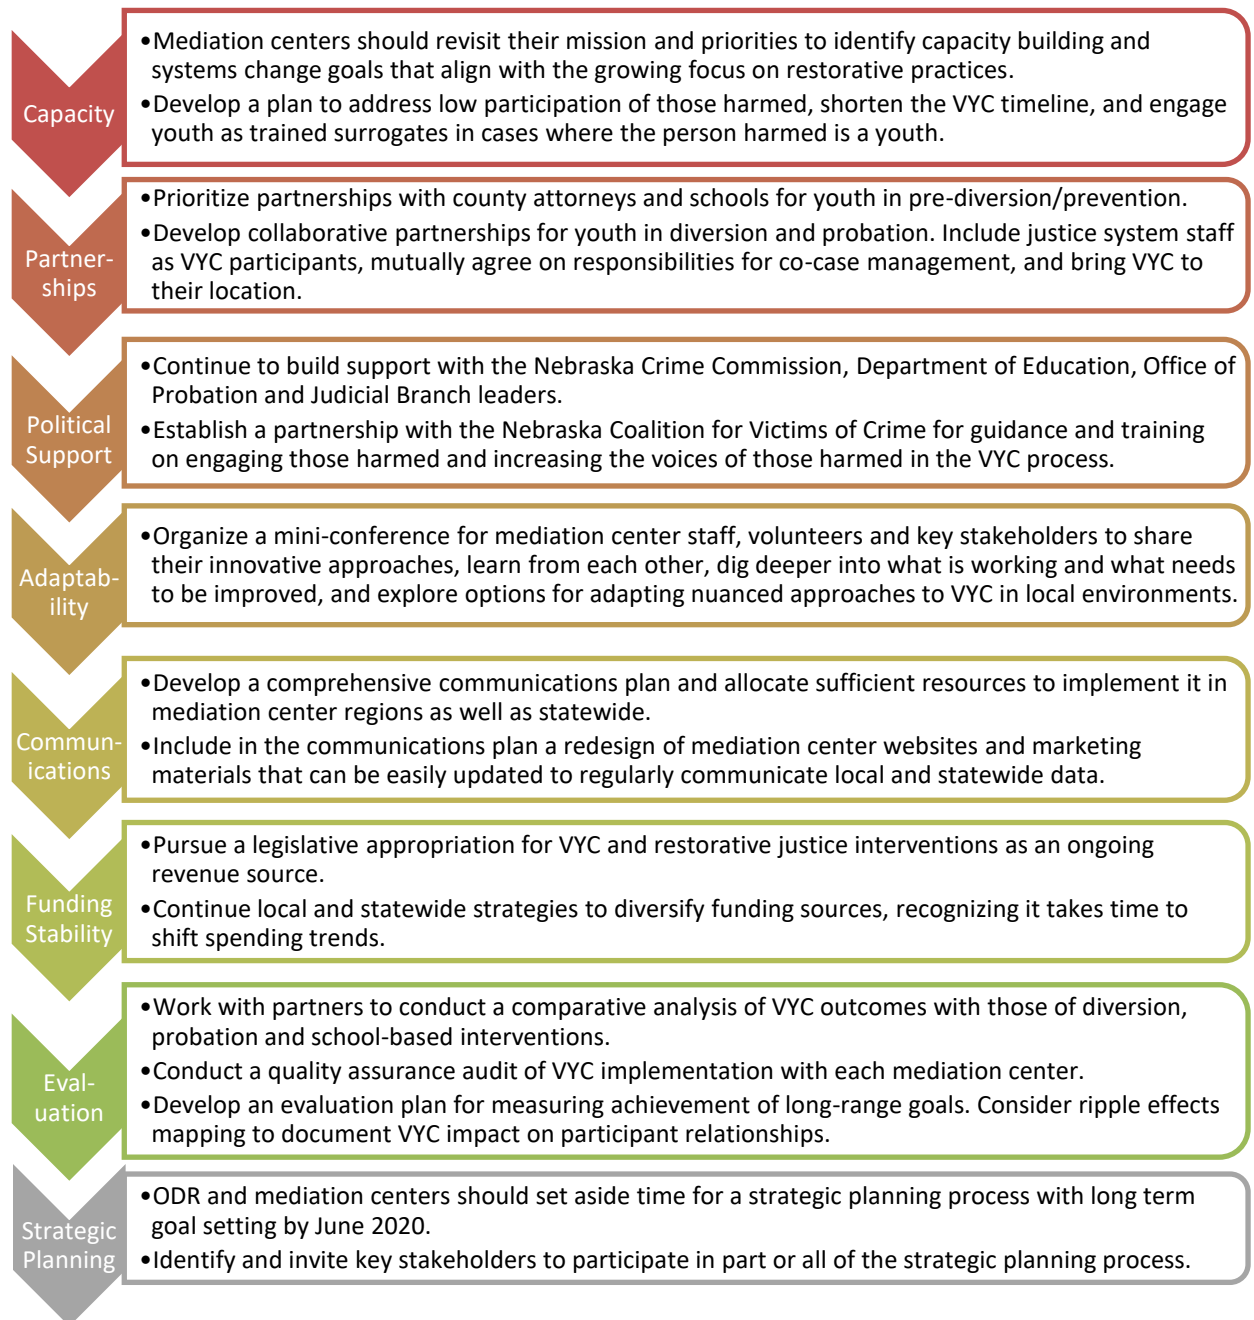 Capacity
•Mediation centers should revisit their mission and priorities to identify capacity building and
systems change goals that align with the growing focus on restorative practices.
•Develop a plan to address low participation of those harmed, shorten the VYC timeline, and engage
youth as trained surrogates in cases where the person harmed is a youth.
Partner-
ships
•Prioritize partnerships with county attorneys and schools for youth in pre-diversion/prevention.
•Develop collaborative partnerships for youth in diversion and probation. Include justice system staff
as VYC participants, mutually agree on responsibilities for co-case management, and bring VYC to
their location.
Political
Support
•Continue to build support with the Nebraska Crime Commission, Department of Education, Office of
Probation and Judicial Branch leaders.
•Establish a partnership with the Nebraska Coalition for Victims of Crime for guidance and training
on engaging those harmed and increasing the voices of those harmed in the VYC process.
Adaptab-
ility
•Organize a mini-conference for mediation center staff, volunteers and key stakeholders to share
their innovative approaches, learn from each other, dig deeper into what is working and what needs
to be improved, and explore options for adapting nuanced approaches to VYC in local environments.
Commun-
ications
•Develop a comprehensive communications plan and allocate sufficient resources to implement it in
mediation center regions as well as statewide.
•Include in the communications plan a redesign of mediation center websites and marketing
materials that can be easily updated to regularly communicate local and statewide data.
Funding
Stability
•Pursue a legislative appropriation for VYC and restorative justice interventions as an ongoing
revenue source.
•Continue local and statewide strategies to diversify funding sources, recognizing it takes time to
shift spending trends.
Eval-
uation
•Work with partners to conduct a comparative analysis of VYC outcomes with those of diversion,
probation and school-based interventions.
•Conduct a quality assurance audit of VYC implementation with each mediation center.
•Develop an evaluation plan for measuring achievement of long-range goals. Consider ripple effects
mapping to document VYC impact on participant relationships.
Strategic
Planning
•ODR and mediation centers should set aside time for a strategic planning process with long term
goal setting by June 2020.
•Identify and invite key stakeholders to participate in part or all of the strategic planning process.